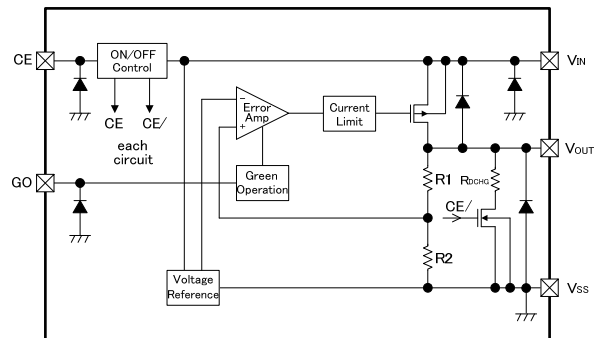 CE
ON/OFF
Control
VIN
CE
CE/
each
circuit
−
Error
Amp
+
Current
Limit
VOUT
GO
Green
Operation
R1
RDCHG
CE/
R2
Voltage
Reference
VSS